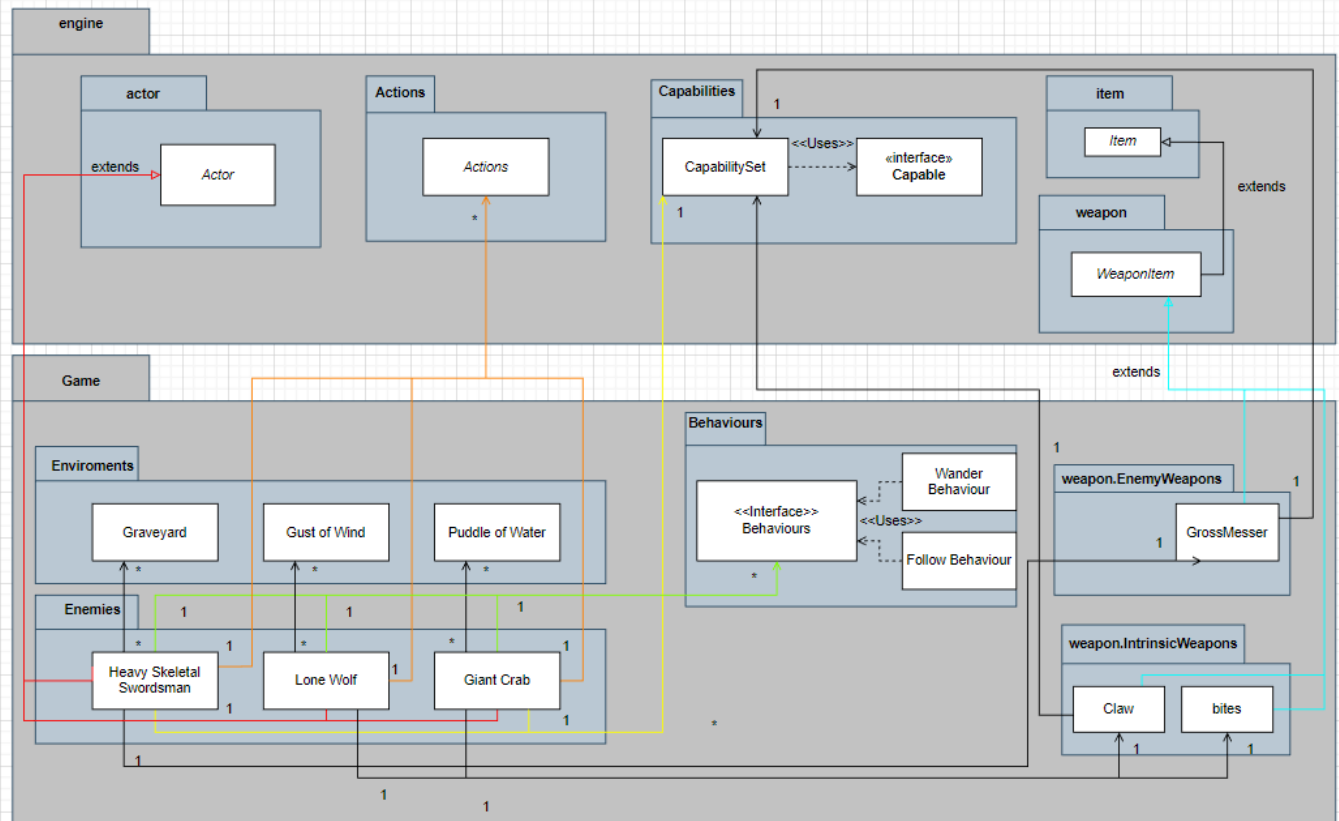 engine
actor
Actions
Capabilities
item
1
extends
Actor
Actions
*
CapabilitySet
<<Uses>>
«interface»
Capable
1
Item
extends
weapon
WeaponItem
extends
Game
Enviroments
Graveyard
Gust of Wind
Puddle of Water
*
*
*
Behaviours
<<Interface>>
Behaviours
<<Uses>>
Wander
Behaviour
Follow Behaviour
*
1
weapon.EnemyWeapons
1
GrossMesser
1
Enemies
1
1
1
*
1
*
1
*
1
Heavy Skeletal
Swordsman
Lone Wolf
Giant Crab
1
1
*
weapon.IntrinsicWeapons
Claw
bites
1
1
1
1
1